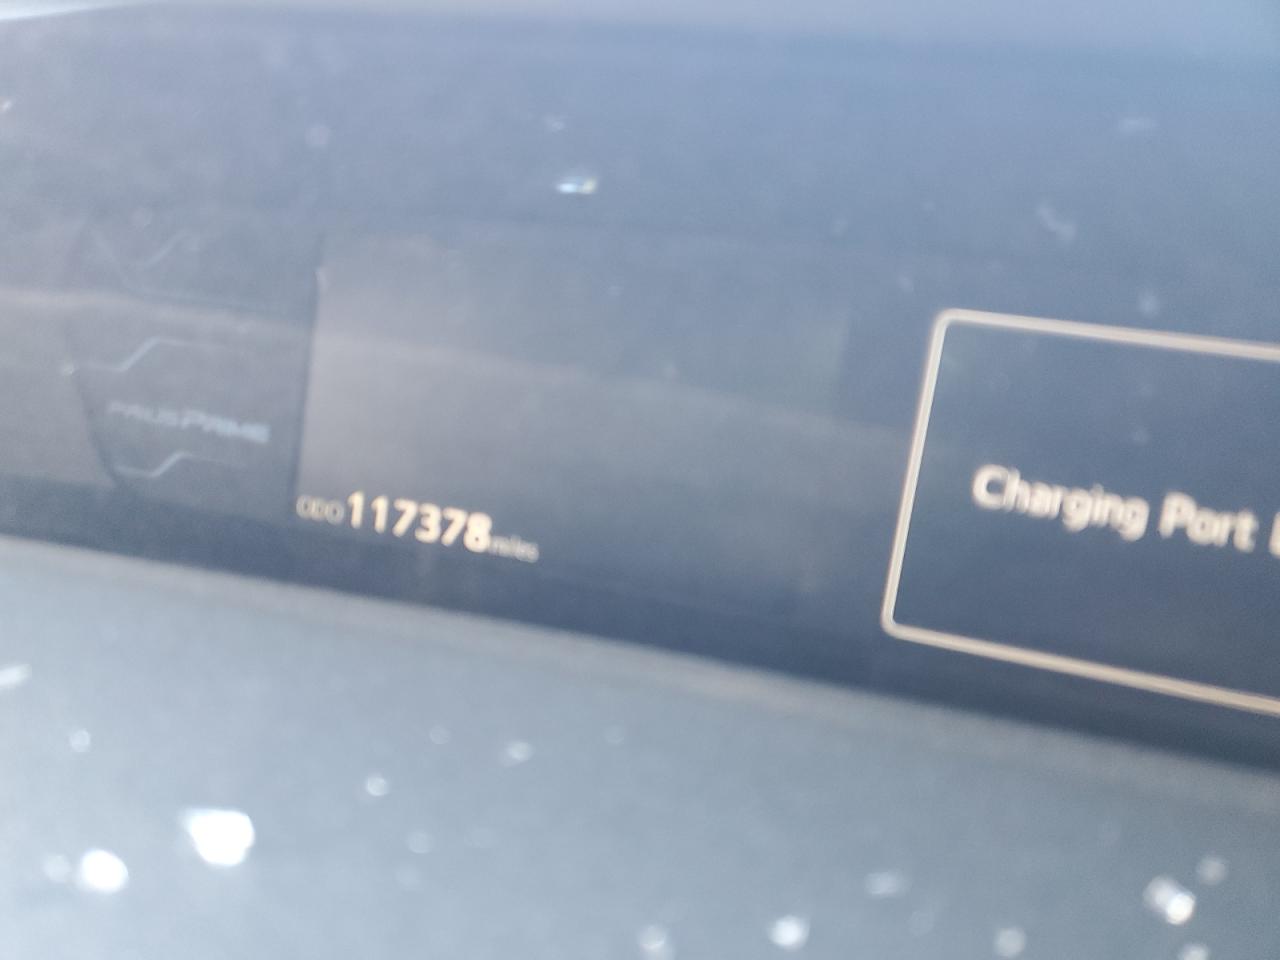 PRIUS PRIME
ODO 117378 miles
Charging Port